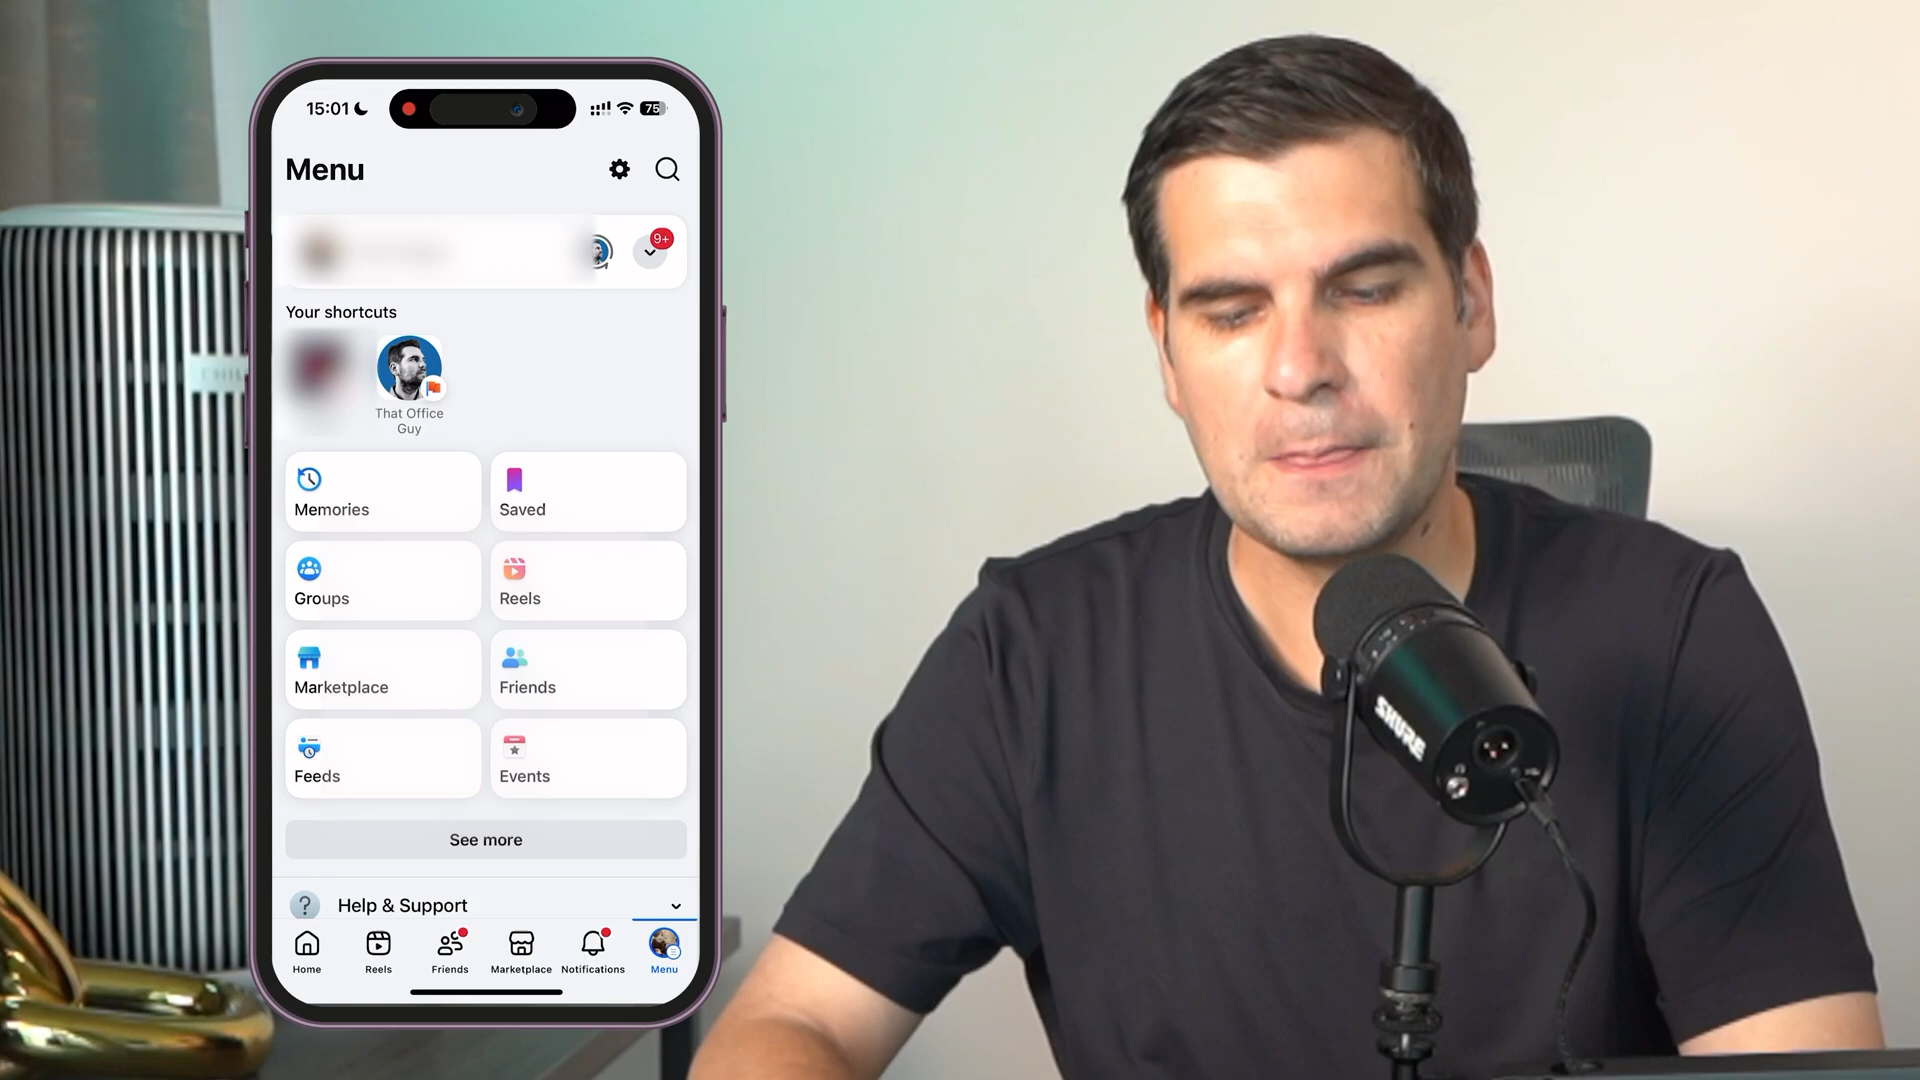 15:01
75
Menu
9+
Your shortcuts
That Office
Guy
Memories
Saved
Groups
Reels
Marketplace
Friends
Feeds
Events
See more
? Help & Support
Home
Reels
Friends
Marketplace
Notifications
Menu
SHURE